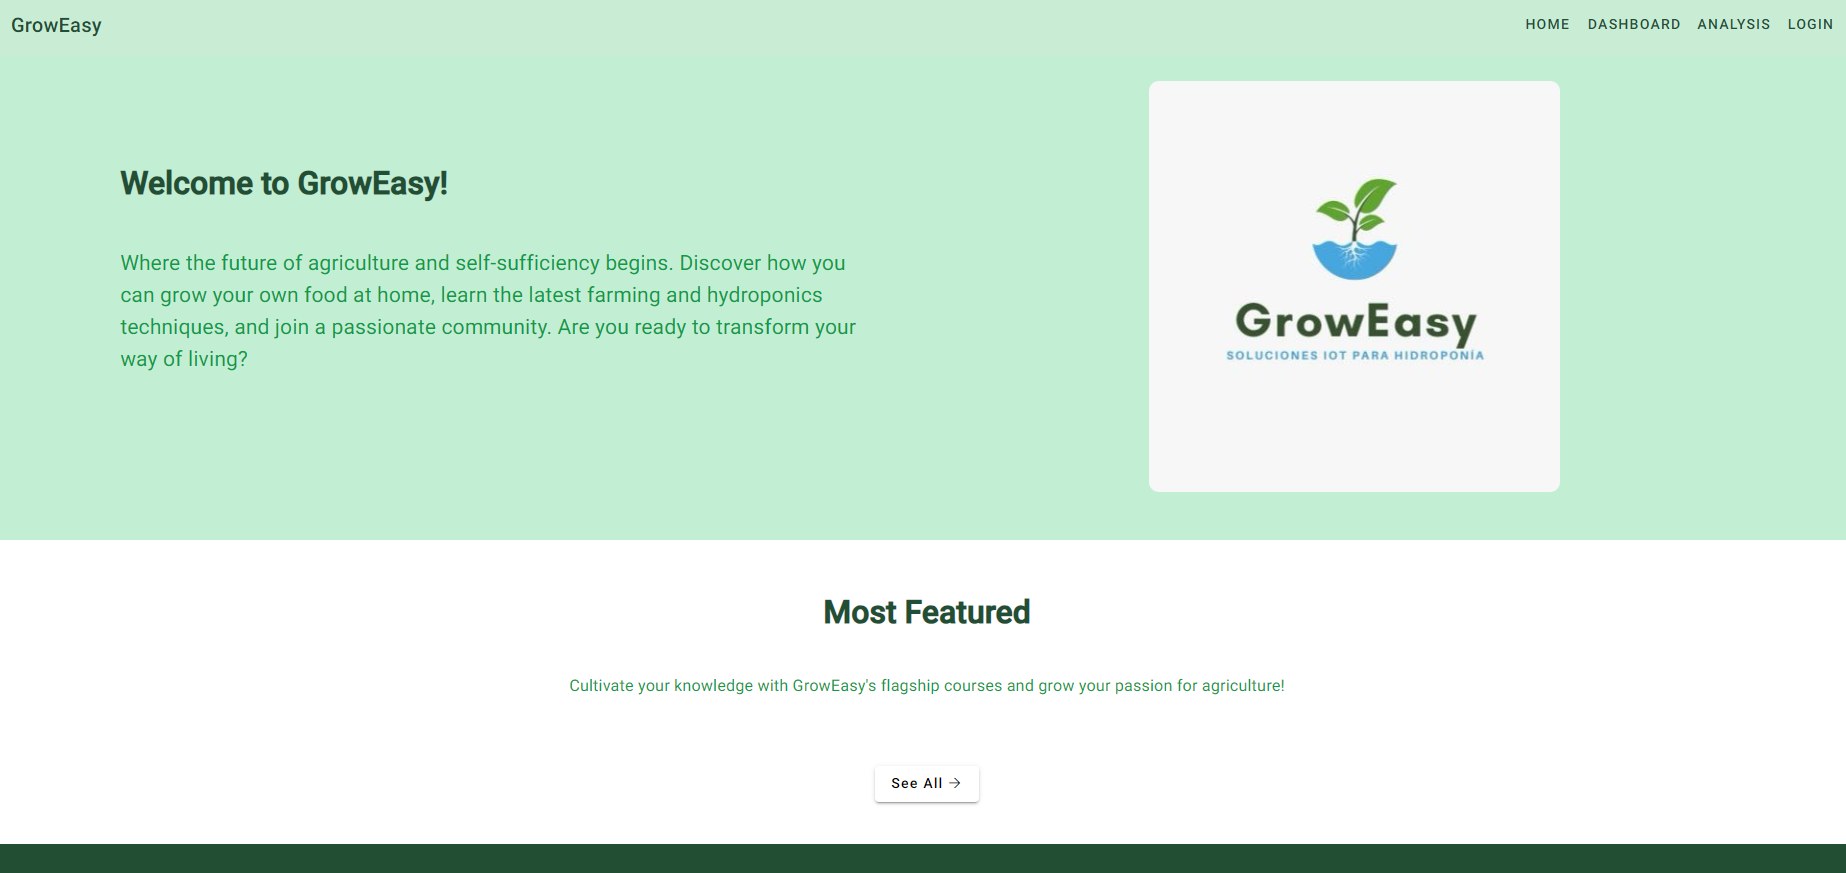 GrowEasy
HOME DASHBOARD ANALYSIS LOGIN
Welcome to GrowEasy!
Where the future of agriculture and self-sufficiency begins. Discover how you
can grow your own food at home, learn the latest farming and hydroponics
techniques, and join a passionate community. Are you ready to transform your
way of living?
GrowEasy
SOLUCIONES IOT PARA HIDROPONÍA
Most Featured
Cultivate your knowledge with GrowEasy's flagship courses and grow your passion for agriculture!
See All →